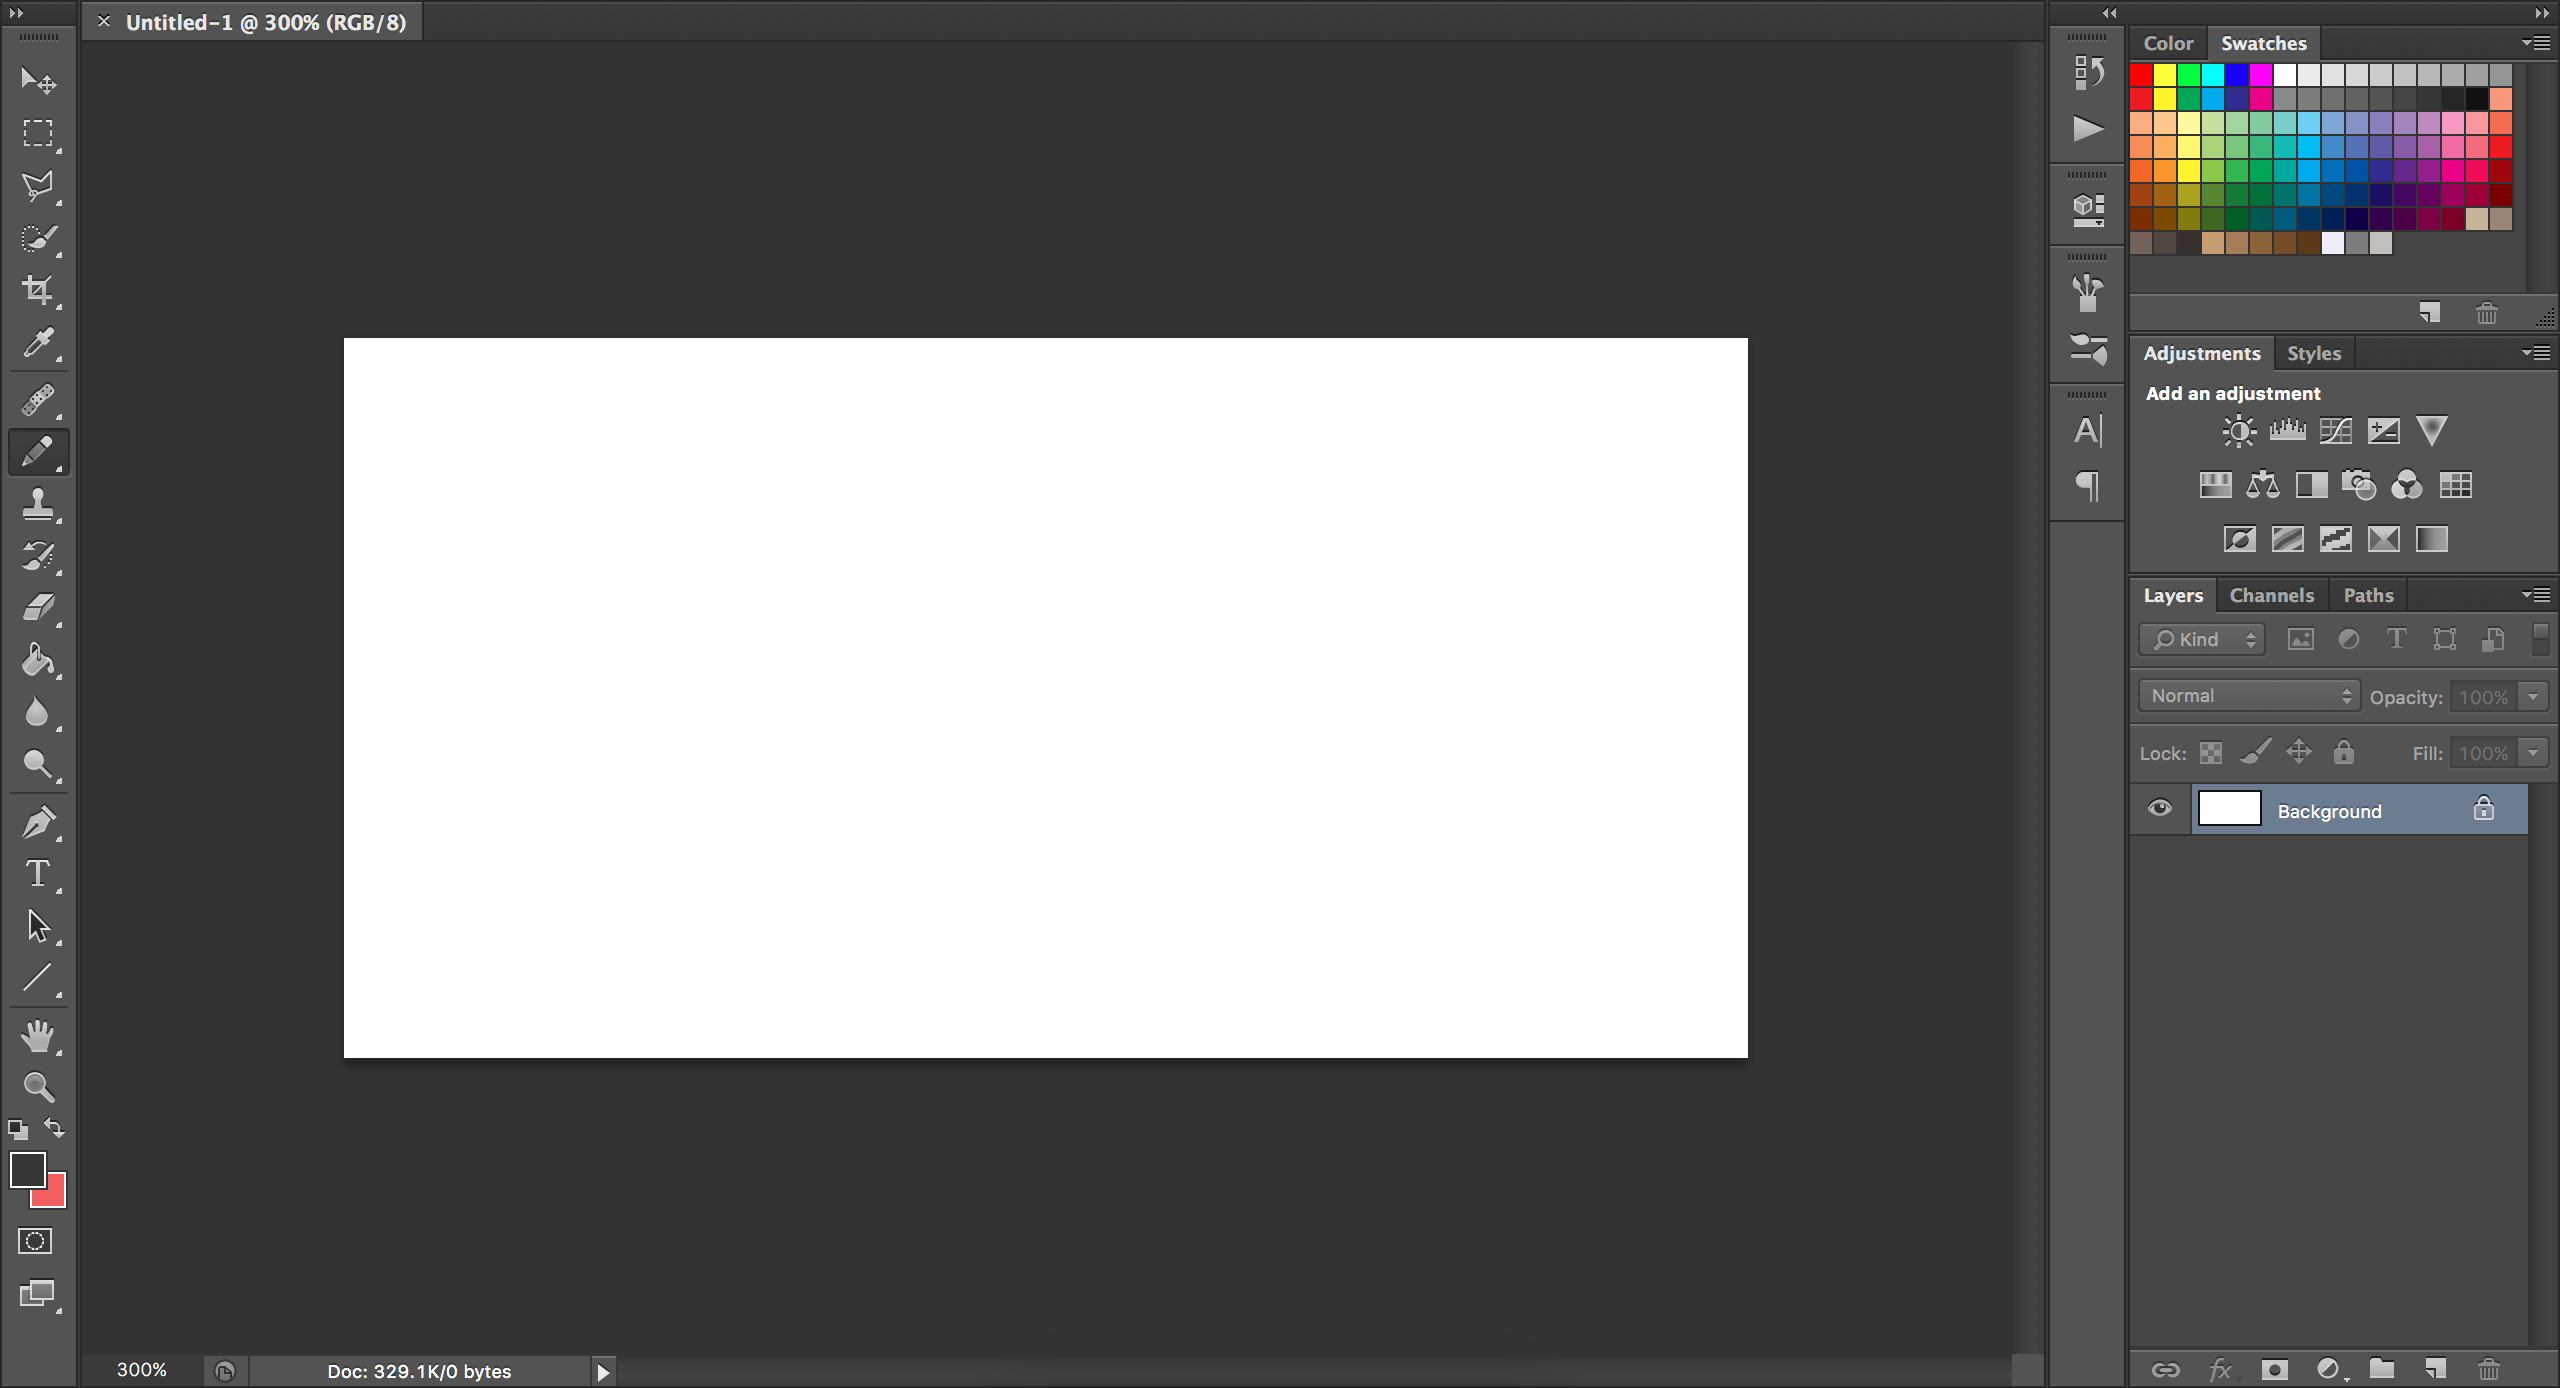 Untitled-1 @ 300% (RGB/8)
Color Swatches
Adjustments Styles
Add an adjustment
Layers Channels Paths
Kind
Normal Opacity: 100%
Lock: Fill: 100%
Background
300% Doc: 329.1K/0 bytes